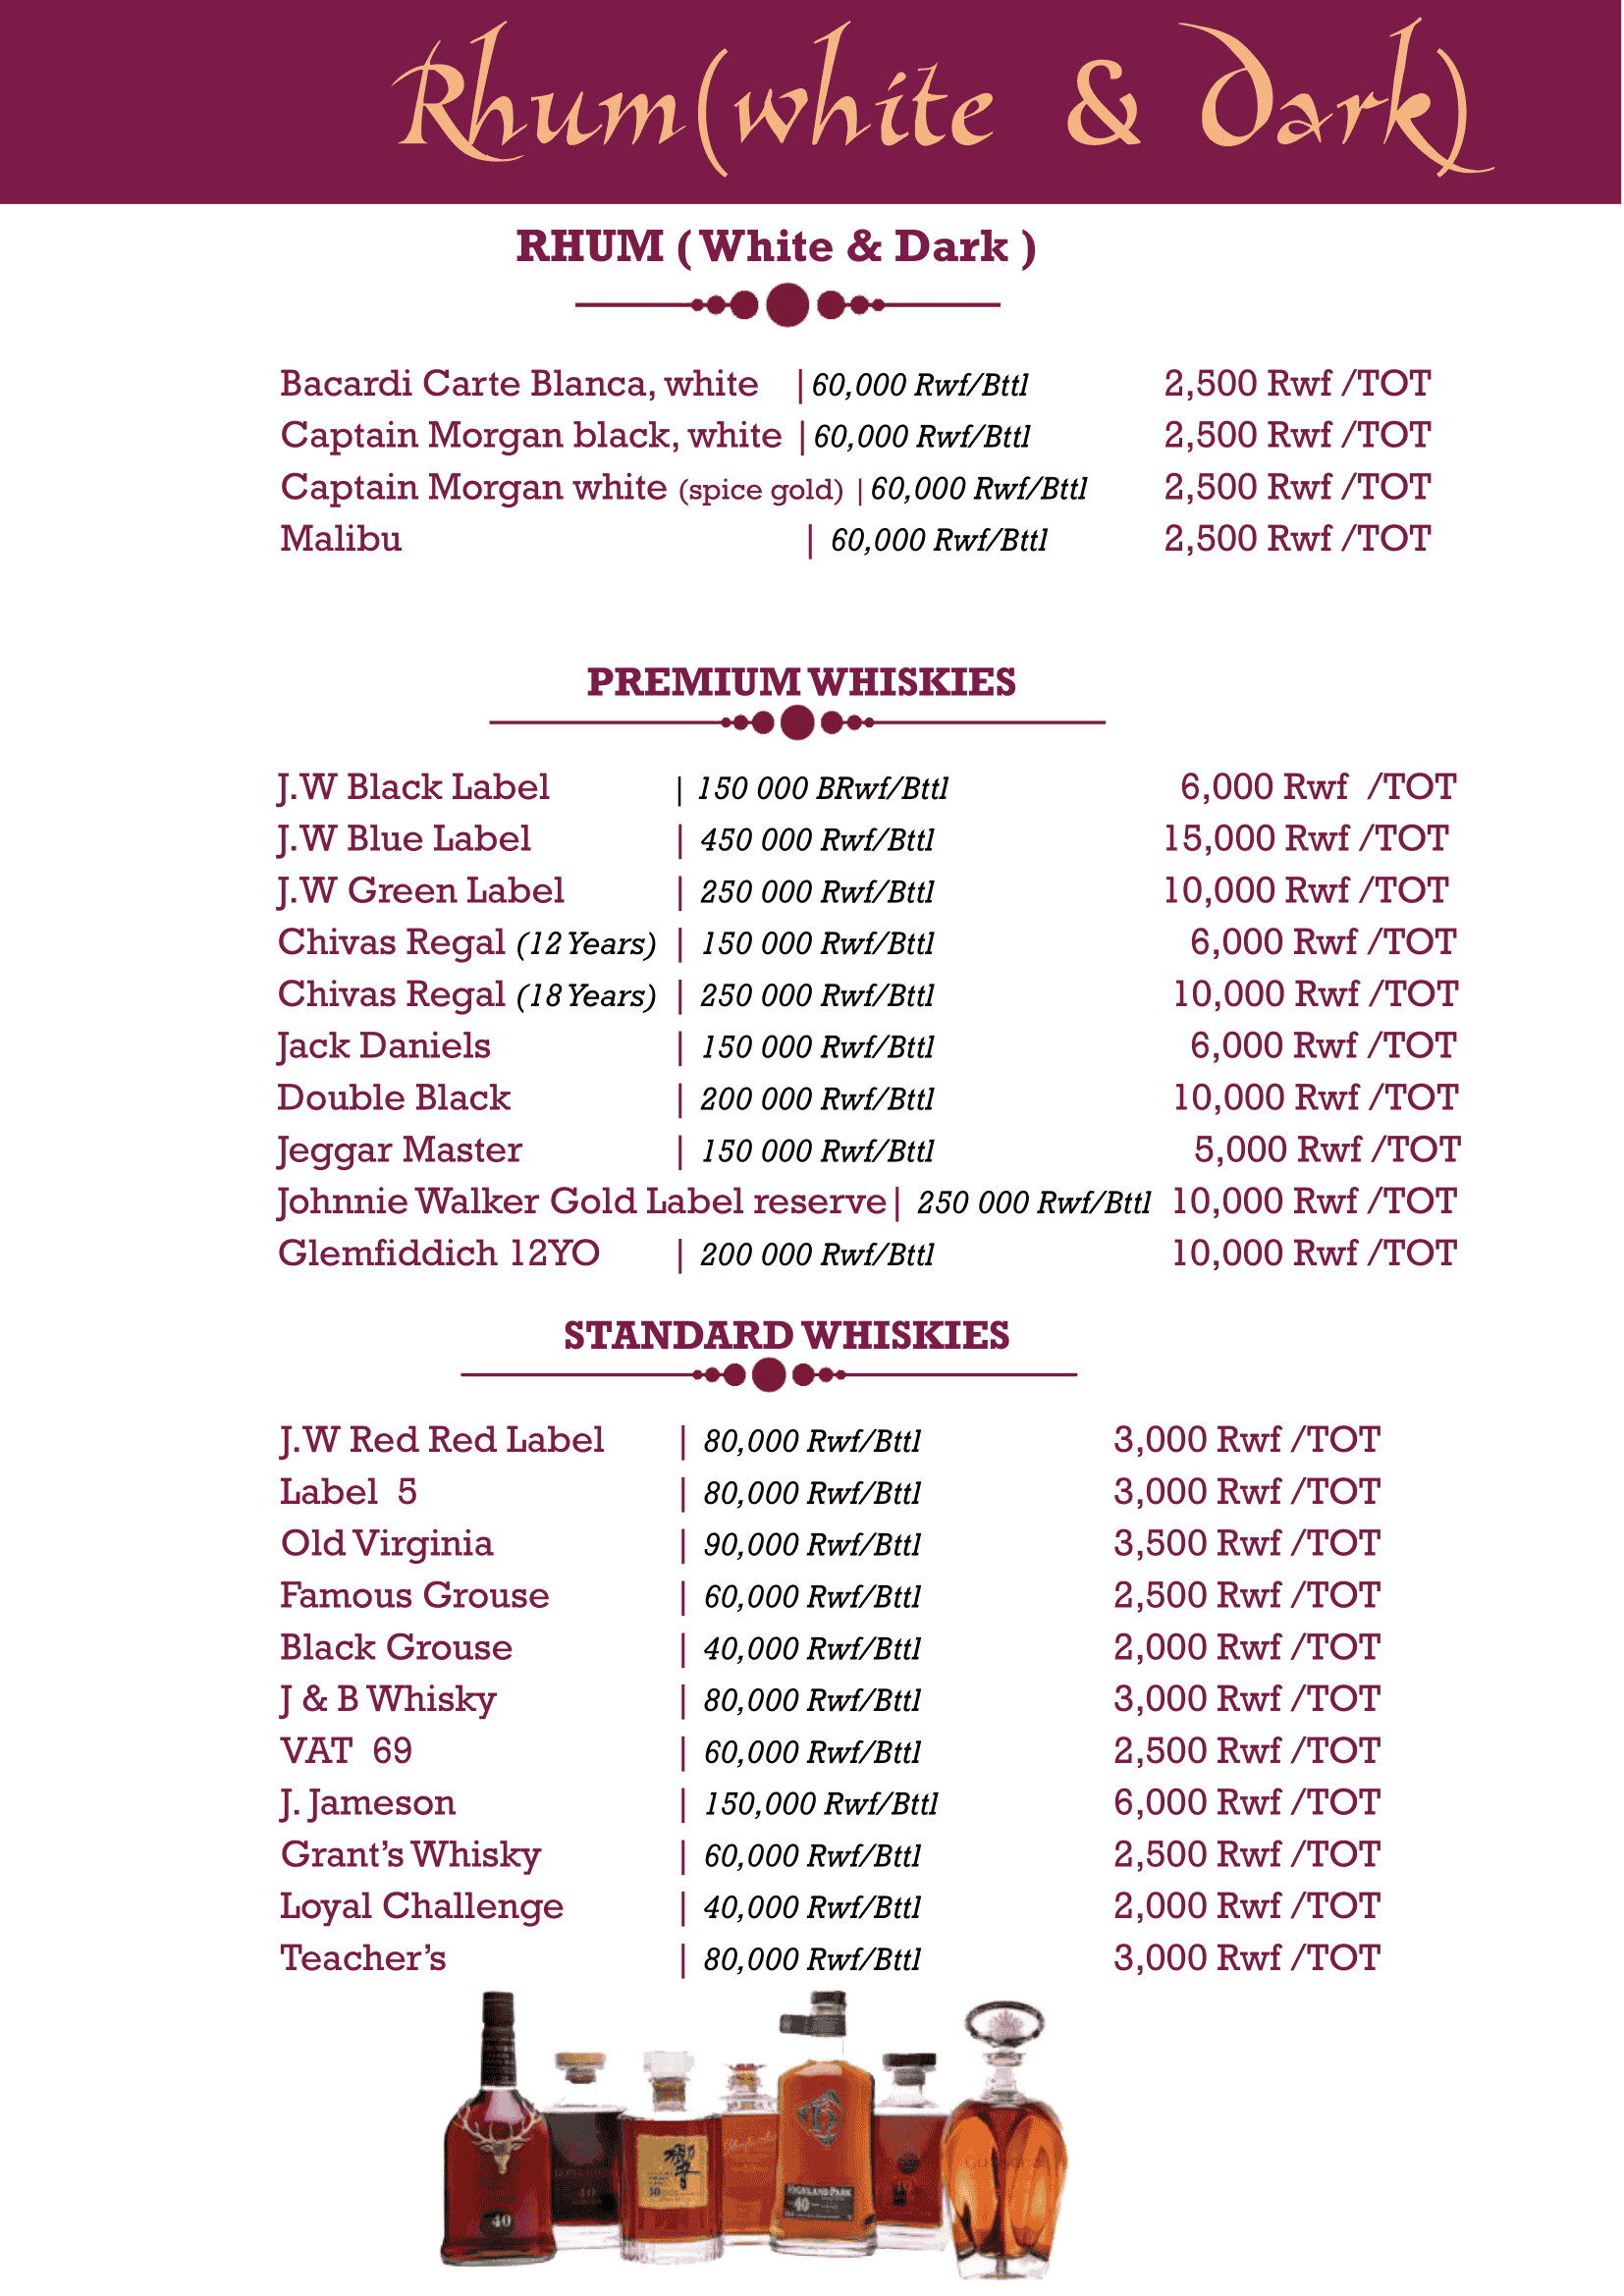 Rhum(white & Dark)
RHUM ( White & Dark )
Bacardi Carte Blanca, white | 60,000 Rwf/Bttl 2,500 Rwf /TOT
Captain Morgan black, white | 60,000 Rwf/Bttl 2,500 Rwf /TOT
Captain Morgan white (spice gold) | 60,000 Rwf/Bttl 2,500 Rwf /TOT
Malibu | 60,000 Rwf/Bttl 2,500 Rwf /TOT
PREMIUM WHISKIES
J.W Black Label | 150 000 BRwf/Bttl 6,000 Rwf /TOT
J.W Blue Label | 450 000 Rwf/Bttl 15,000 Rwf /TOT
J.W Green Label | 250 000 Rwf/Bttl 10,000 Rwf /TOT
Chivas Regal (12 Years) | 150 000 Rwf/Bttl 6,000 Rwf /TOT
Chivas Regal (18 Years) | 250 000 Rwf/Bttl 10,000 Rwf /TOT
Jack Daniels | 150 000 Rwf/Bttl 6,000 Rwf /TOT
Double Black | 200 000 Rwf/Bttl 10,000 Rwf /TOT
Jeggar Master | 150 000 Rwf/Bttl 5,000 Rwf /TOT
Johnnie Walker Gold Label reserve | 250 000 Rwf/Bttl 10,000 Rwf /TOT
Glemfiddich 12YO | 200 000 Rwf/Bttl 10,000 Rwf /TOT
STANDARD WHISKIES
J.W Red Red Label | 80,000 Rwf/Bttl 3,000 Rwf /TOT
Label 5 | 80,000 Rwf/Bttl 3,000 Rwf /TOT
Old Virginia | 90,000 Rwf/Bttl 3,500 Rwf /TOT
Famous Grouse | 60,000 Rwf/Bttl 2,500 Rwf /TOT
Black Grouse | 40,000 Rwf/Bttl 2,000 Rwf /TOT
J & B Whisky | 80,000 Rwf/Bttl 3,000 Rwf /TOT
VAT 69 | 60,000 Rwf/Bttl 2,500 Rwf /TOT
J. Jameson | 150,000 Rwf/Bttl 6,000 Rwf /TOT
Grant’s Whisky | 60,000 Rwf/Bttl 2,500 Rwf /TOT
Loyal Challenge | 40,000 Rwf/Bttl 2,000 Rwf /TOT
Teacher’s | 80,000 Rwf/Bttl 3,000 Rwf /TOT
響
30
HIGHLAND PARK
40
40
40